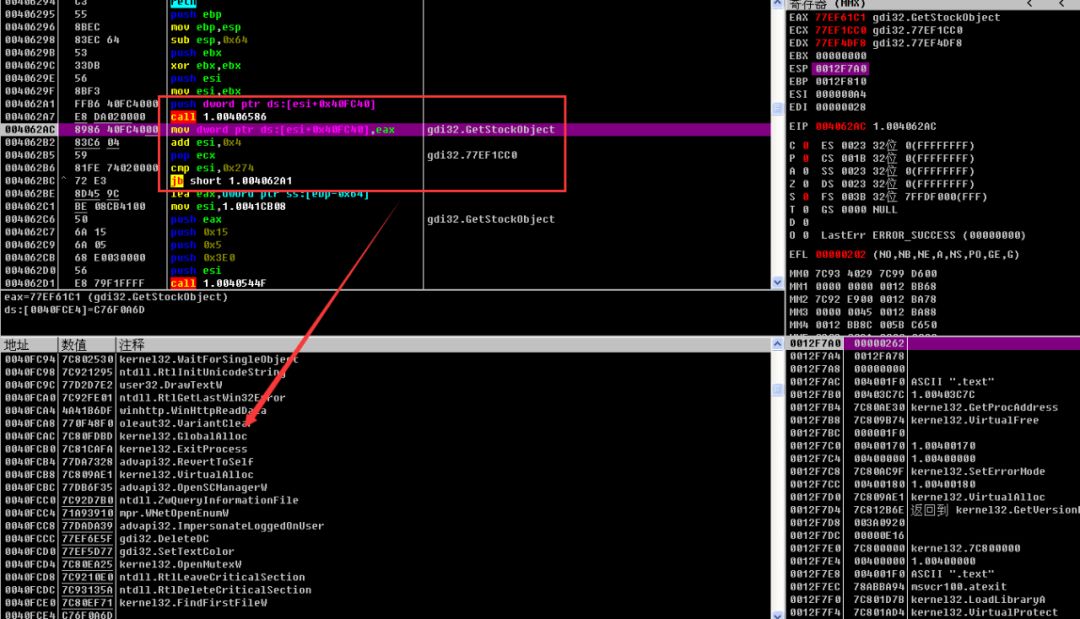 00406294 C3 retn
00406295 55 push ebp
00406296 8BEC mov ebp,esp
00406298 83EC 64 sub esp,0x64
0040629B 53 push ebx
0040629C 33DB xor ebx,ebx
0040629E 56 push esi
0040629F 8BF3 mov esi,ebx
004062A1 FFB6 40FC4000 push dword ptr ds:[esi+0x40FC40]
004062A7 E8 DA020000 call 1.00406586
004062AC 8986 40FC4000 mov dword ptr ds:[esi+0x40FC40],eax gdi32.GetStockObject
004062B2 83C6 04 add esi,0x4
004062B5 59 pop ecx gdi32.77EF1CC0
004062B6 81FE 74020000 cmp esi,0x274
004062BC ^ 72 E3 jb short 1.004062A1
004062BE 8D45 9C lea eax,dword ptr ss:[ebp-0x64]
004062C1 BE 08CB4100 mov esi,1.0041CB08
004062C6 50 push eax gdi32.GetStockObject
004062C7 6A 15 push 0x15
004062C9 6A 05 push 0x5
004062CB 68 E0030000 push 0x3E0
004062D0 56 push esi
004062D1 E8 79F1FFFF call 1.0040544F
eax=77EF61C1 (gdi32.GetStockObject)
ds:[0040FCE4]=C76F0A6D
寄存器 (MMX) < <
EAX 77EF61C1 gdi32.GetStockObject
ECX 77EF1CC0 gdi32.77EF1CC0
EDX 77EF4DF8 gdi32.77EF4DF8
EBX 00000000
ESP 0012F7A0
EBP 0012F810
ESI 000000A4
EDI 00000028
EIP 004062AC 1.004062AC
C 0 ES 0023 32位 0(FFFFFFFF)
P 0 CS 001B 32位 0(FFFFFFFF)
A 0 SS 0023 32位 0(FFFFFFFF)
Z 0 DS 0023 32位 0(FFFFFFFF)
S 0 FS 003B 32位 7FFDF000(FFF)
T 0 GS 0000 NULL
D 0
O 0 LastErr ERROR_SUCCESS (00000000)
EFL 00000202 (NO,NB,NE,A,NS,PO,GE,G)
MM0 7C93 4029 7C99 D600
MM1 0000 0000 0012 BB68
MM2 7C92 E900 0012 BA78
MM3 0000 0045 0012 BA88
MM4 0012 BB8C 005B C650
地址 数值 注释
0040FC94 7C802530 kernel32.WaitForSingleObject
0040FC98 7C921295 ntdll.RtlInitUnicodeString
0040FC9C 77D2D7E2 user32.DrawTextW
0040FCA0 7C92FE01 ntdll.RtlGetLastWin32Error
0040FCA4 4A41B6DF winhttp.WinHttpReadData
0040FCA8 770F48F0 oleaut32.VariantClear
0040FCAC 7C80FDBD kernel32.GlobalAlloc
0040FCB0 7C81CAFA kernel32.ExitProcess
0040FCB4 77DA7328 advapi32.RevertToSelf
0040FCB8 7C809AE1 kernel32.VirtualAlloc
0040FCBC 77DB6F35 advapi32.OpenSCManagerW
0040FCC0 7C92D7B0 ntdll.ZwQueryInformationFile
0040FCC4 71A93910 mpr.WNetOpenEnumW
0040FCC8 77DADA39 advapi32.ImpersonateLoggedOnUser
0040FCCC 77EF6E5F gdi32.DeleteDC
0040FCD0 77EF5D77 gdi32.SetTextColor
0040FCD4 7C80EA25 kernel32.OpenMutexW
0040FCD8 7C9210E0 ntdll.RtlLeaveCriticalSection
0040FCDC 7C93135A ntdll.RtlDeleteCriticalSection
0040FCE0 7C80EF71 kernel32.FindFirstFileW
0040FCE4 C76F0A6D
0012F7A0 00000262
0012F7A4 0012FA78
0012F7A8 00000000
0012F7AC 004001F0 ASCII ".text"
0012F7B0 00403C7C 1.00403C7C
0012F7B4 7C80AE30 kernel32.GetProcAddress
0012F7B8 7C809B74 kernel32.VirtualFree
0012F7BC 000001F0
0012F7C0 00400170 1.00400170
0012F7C4 00400000 1.00400000
0012F7C8 7C80AC9F kernel32.SetErrorMode
0012F7CC 00400180 1.00400180
0012F7D0 7C809AE1 kernel32.VirtualAlloc
0012F7D4 7C812B6E 返回到 kernel32.GetVersion
0012F7D8 003A0920
0012F7DC 00000E16
0012F7E0 7C800000 kernel32.7C800000
0012F7E4 00400000 1.00400000
0012F7E8 004001F0 ASCII ".text"
0012F7EC 78ABBA94 msvcr100.atexit
0012F7F0 7C801D7B kernel32.LoadLibraryA
0012F7F4 7C801AD4 kernel32.VirtualProtect